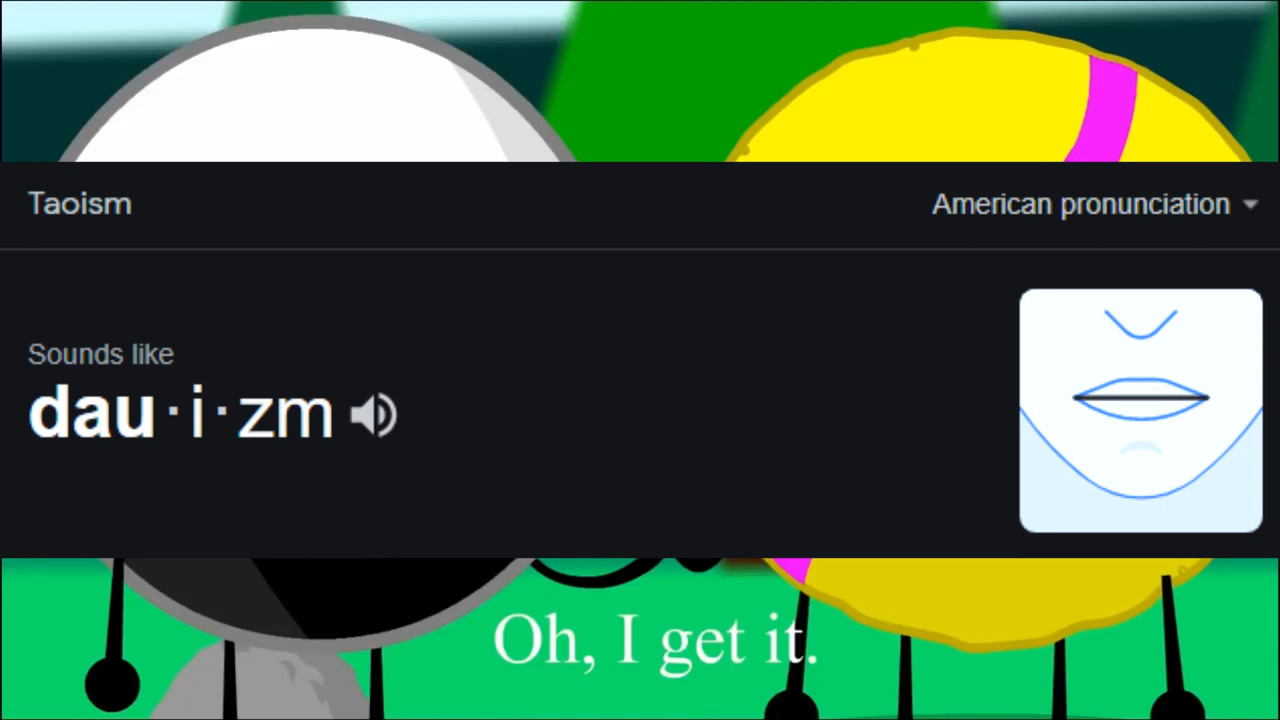 Taoism
American pronunciation
Sounds like
dau·i·zm
Oh, I get it.